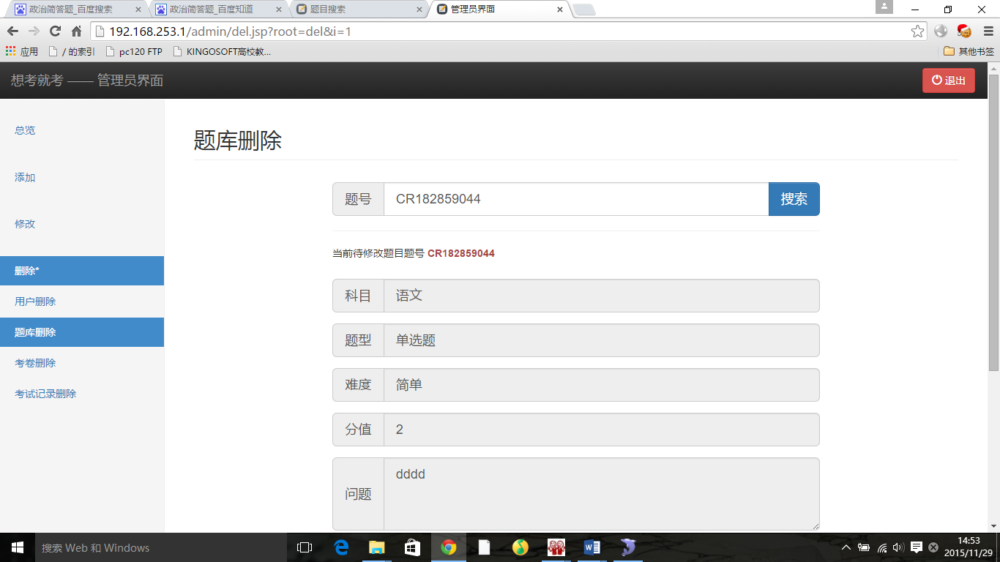 政治简答题_百度搜索
政治简答题_百度知道
题目搜索
管理员界面
192.168.253.1/admin/del.jsp?root=del&i=1
应用
/ 的索引
pc120 FTP
KINGOSOFT高校教...
其他书签
想考就考 —— 管理员界面
退出
总览
添加
修改
删除*
用户删除
题库删除
考卷删除
考试记录删除
题库删除
题号 CR182859044 搜索
当前待修改题目题号 CR182859044
科目 语文
题型 单选题
难度 简单
分值 2
问题 dddd
搜索 Web 和 Windows
14:53
2015/11/29